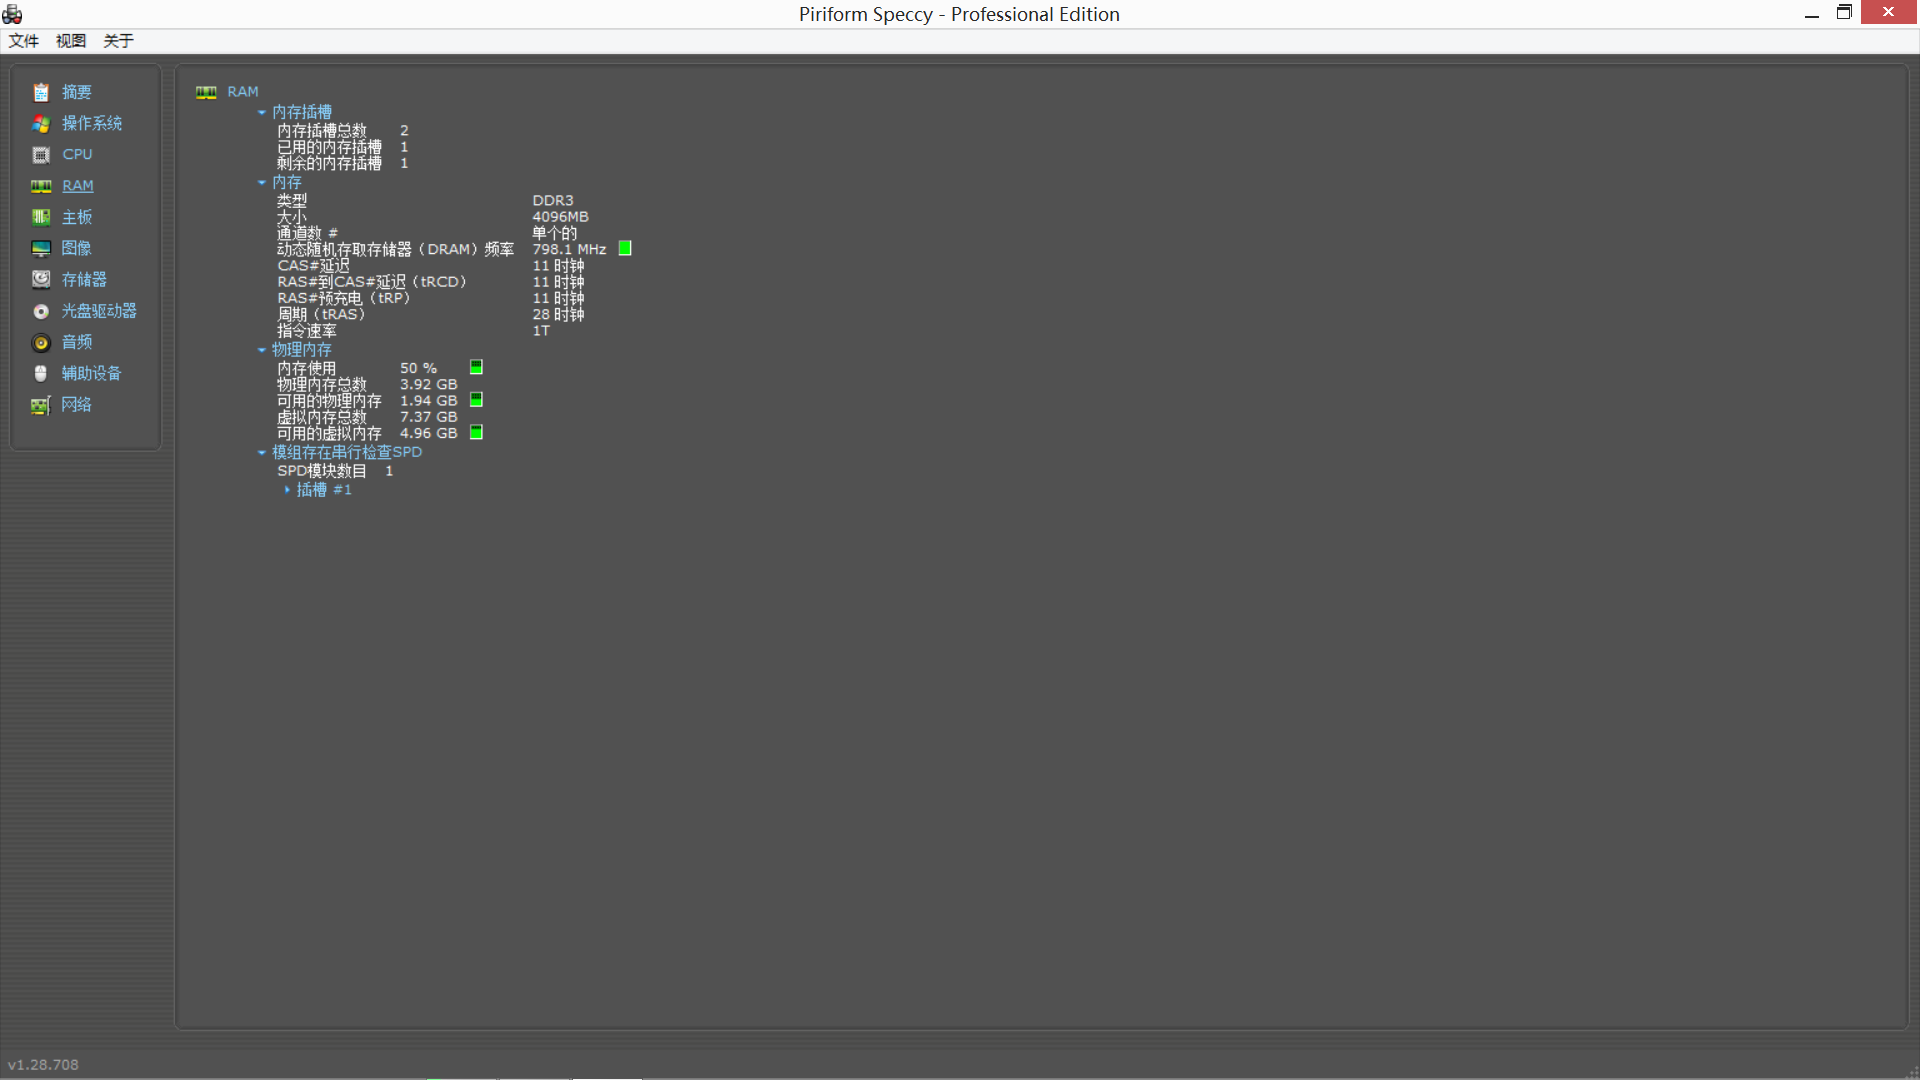 Piriform Speccy - Professional Edition
文件 视图 关于
摘要
操作系统
CPU
RAM
主板
图像
存储器
光盘驱动器
音频
辅助设备
网络
RAM
内存插槽
内存插槽总数 2
已用的内存插槽 1
剩余的内存插槽 1
内存
类型 DDR3
大小 4096MB
通道数 # 单个的
动态随机存取存储器（DRAM）频率 798.1 MHz
CAS#延迟 11 时钟
RAS#到CAS#延迟（tRCD） 11 时钟
RAS#预充电（tRP） 11 时钟
周期（tRAS） 28 时钟
指令速率 1T
物理内存
内存使用 50 %
物理内存总数 3.92 GB
可用的物理内存 1.94 GB
虚拟内存总数 7.37 GB
可用的虚拟内存 4.96 GB
模组存在串行检查SPD
SPD模块数目 1
插槽 #1
v1.28.708